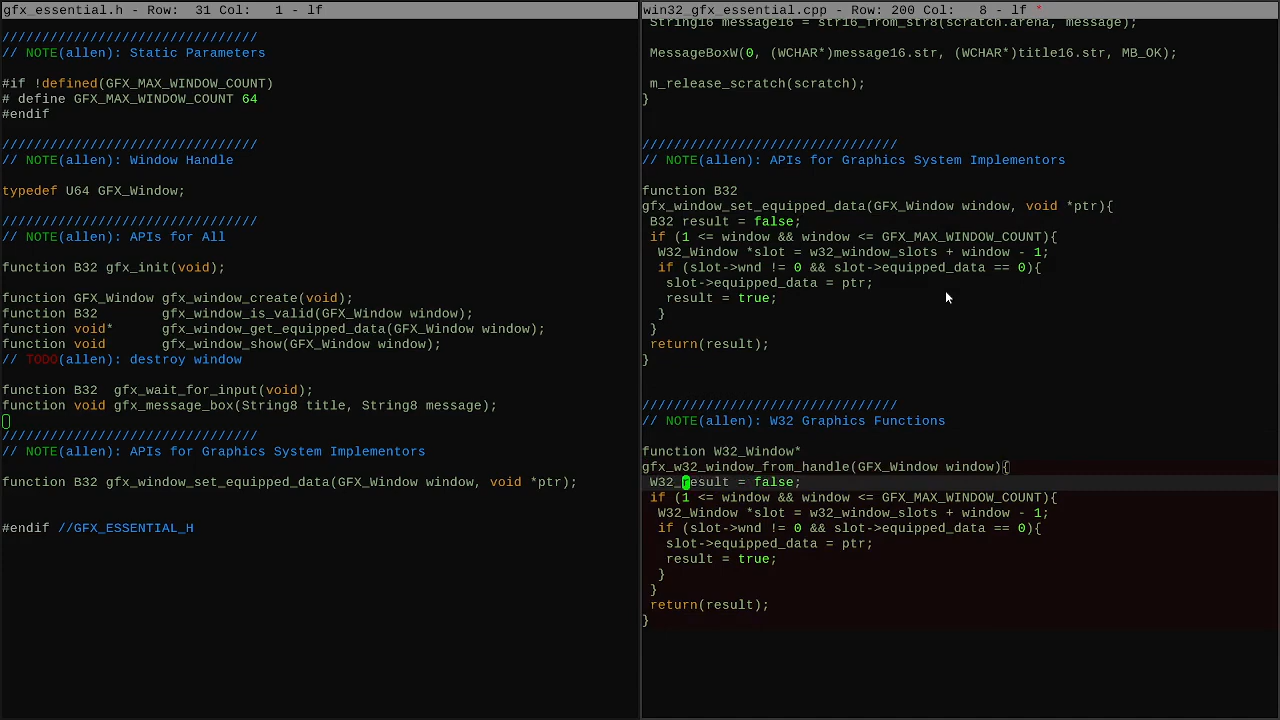 gfx_essential.h - Row:  31 Col:   1 - lf
////////////////////////////////
// NOTE(allen): Static Parameters
#if !defined(GFX_MAX_WINDOW_COUNT)
# define GFX_MAX_WINDOW_COUNT 64
#endif
////////////////////////////////
// NOTE(allen): Window Handle
typedef U64 GFX_Window;
////////////////////////////////
// NOTE(allen): APIs for All
function B32 gfx_init(void);
function GFX_Window gfx_window_create(void);
function B32        gfx_window_is_valid(GFX_Window window);
function void*      gfx_window_get_equipped_data(GFX_Window window);
function void       gfx_window_show(GFX_Window window);
// TODO(allen): destroy window
function B32  gfx_wait_for_input(void);
function void gfx_message_box(String8 title, String8 message);
////////////////////////////////
// NOTE(allen): APIs for Graphics System Implementors
function B32 gfx_window_set_equipped_data(GFX_Window window, void *ptr);
#endif //GFX_ESSENTIAL_H
win32_gfx_essential.cpp - Row: 200 Col:   8 - lf *
String16 message16 = str16_from_str8(scratch.arena, message);
MessageBoxW(0, (WCHAR*)message16.str, (WCHAR*)title16.str, MB_OK);
m_release_scratch(scratch);
}
////////////////////////////////
// NOTE(allen): APIs for Graphics System Implementors
function B32
gfx_window_set_equipped_data(GFX_Window window, void *ptr){
B32 result = false;
if (1 <= window && window <= GFX_MAX_WINDOW_COUNT){
W32_Window *slot = w32_window_slots + window - 1;
if (slot->wnd != 0 && slot->equipped_data == 0){
slot->equipped_data = ptr;
result = true;
}
}
return(result);
}
////////////////////////////////
// NOTE(allen): W32 Graphics Functions
function W32_Window*
gfx_w32_window_from_handle(GFX_Window window){
W32_result = false;
if (1 <= window && window <= GFX_MAX_WINDOW_COUNT){
W32_Window *slot = w32_window_slots + window - 1;
if (slot->wnd != 0 && slot->equipped_data == 0){
slot->equipped_data = ptr;
result = true;
}
}
return(result);
}